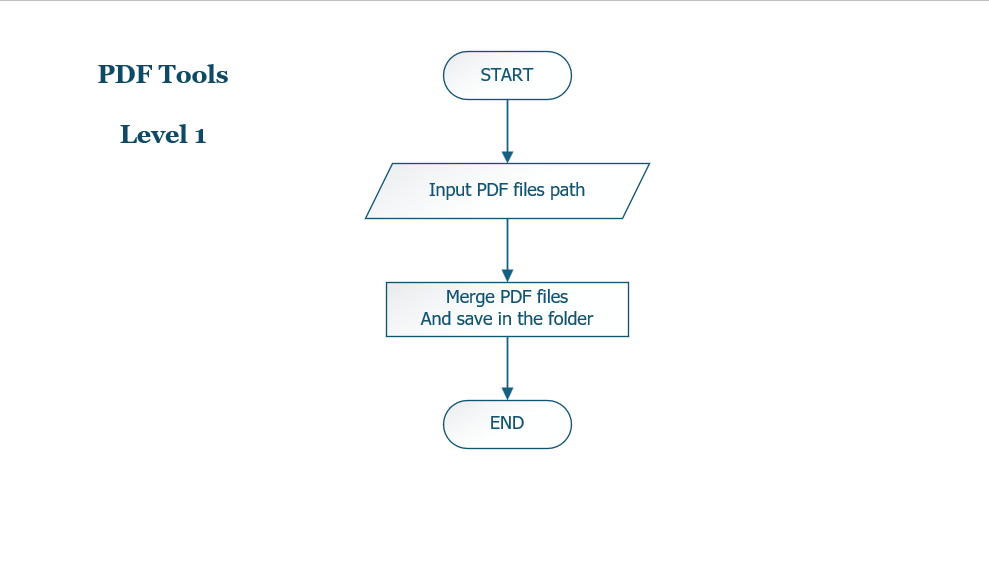 PDF Tools
Level 1
START
Input PDF files path
Merge PDF files
And save in the folder
END